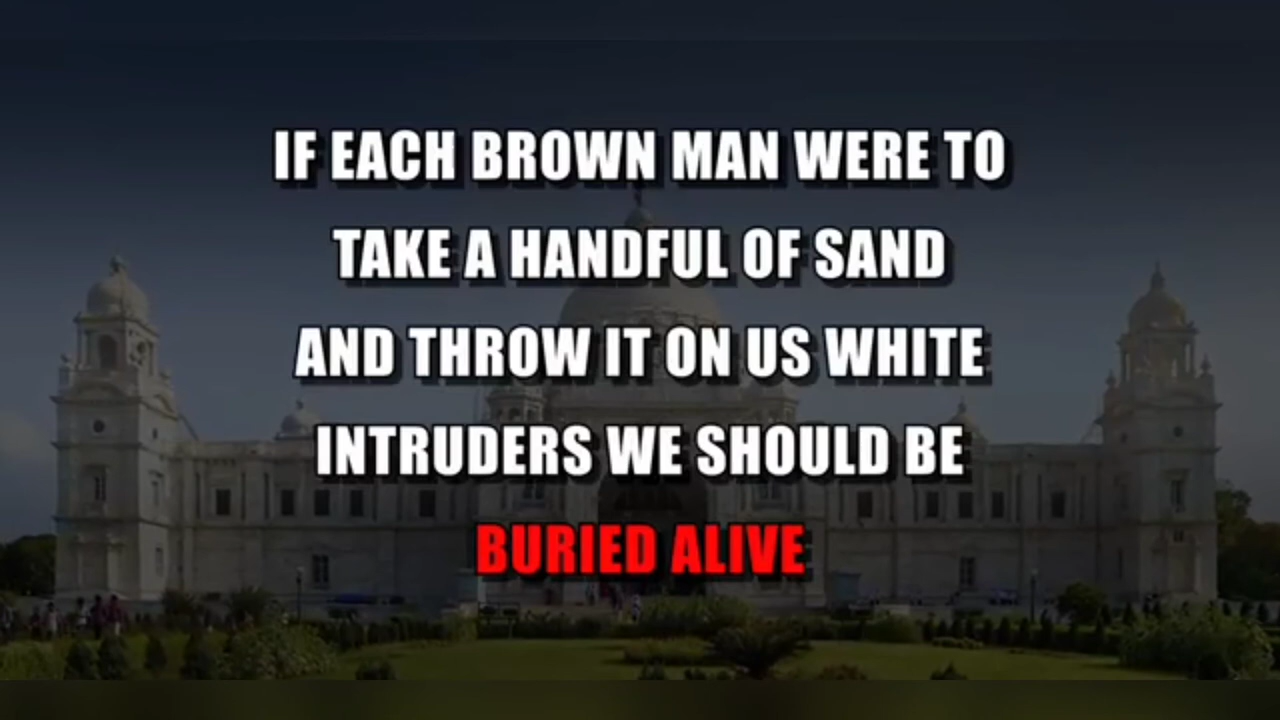 IF EACH BROWN MAN WERE TO
TAKE A HANDFUL OF SAND
AND THROW IT ON US WHITE
INTRUDERS WE SHOULD BE
BURIED ALIVE